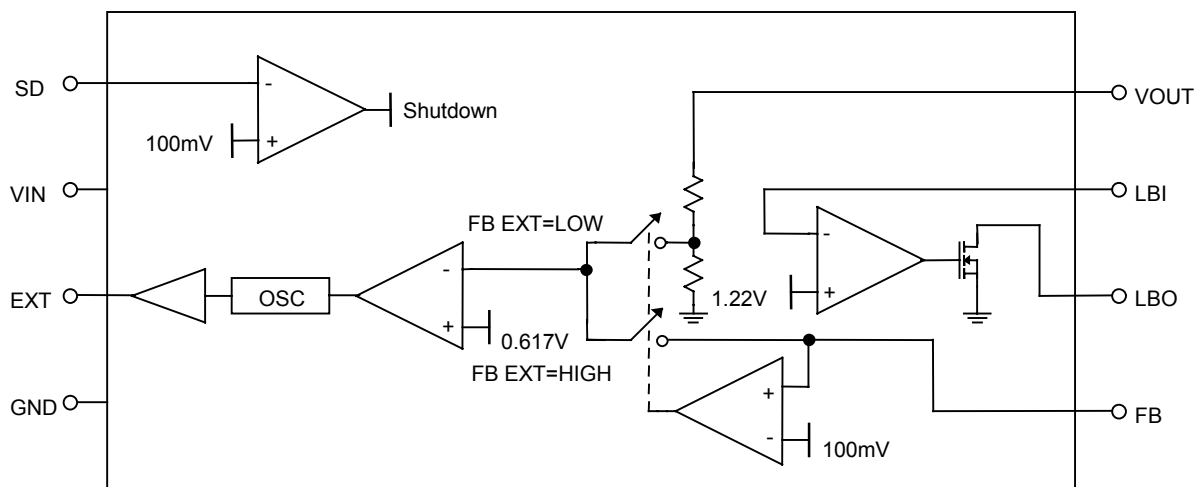 SD
-
100mV
+
Shutdown
VOUT
VIN
LBI
FB EXT=LOW
-
-
EXT
OSC
+
0.617V
1.22V
+
LBO
FB EXT=HIGH
+
GND
-
100mV
FB